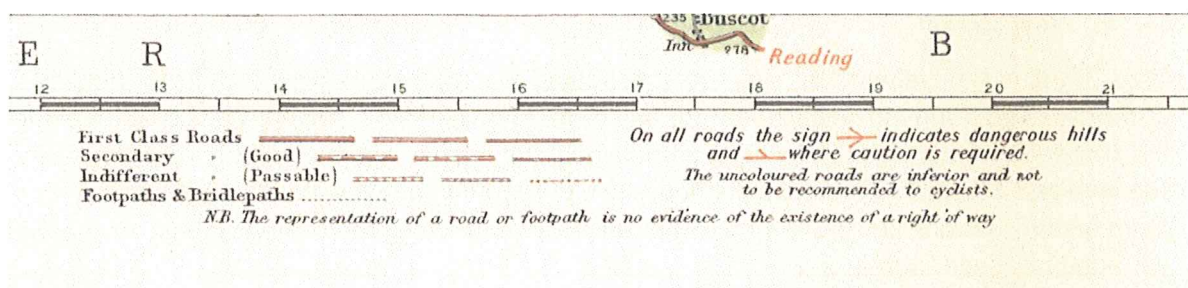 1235 Duscot
Inn 978 Reading
E R B
12 13 14 15 16 17 18 19 20 21
First Class Roads
Secondary " (Good)
Indifferent " (Passable)
Footpaths & Bridlepaths
On all roads the sign indicates dangerous hills
and where caution is required.
The uncoloured roads are inferior and not
to be recommended to cyclists.
N.B. The representation of a road or footpath is no evidence of the existence of a right of way